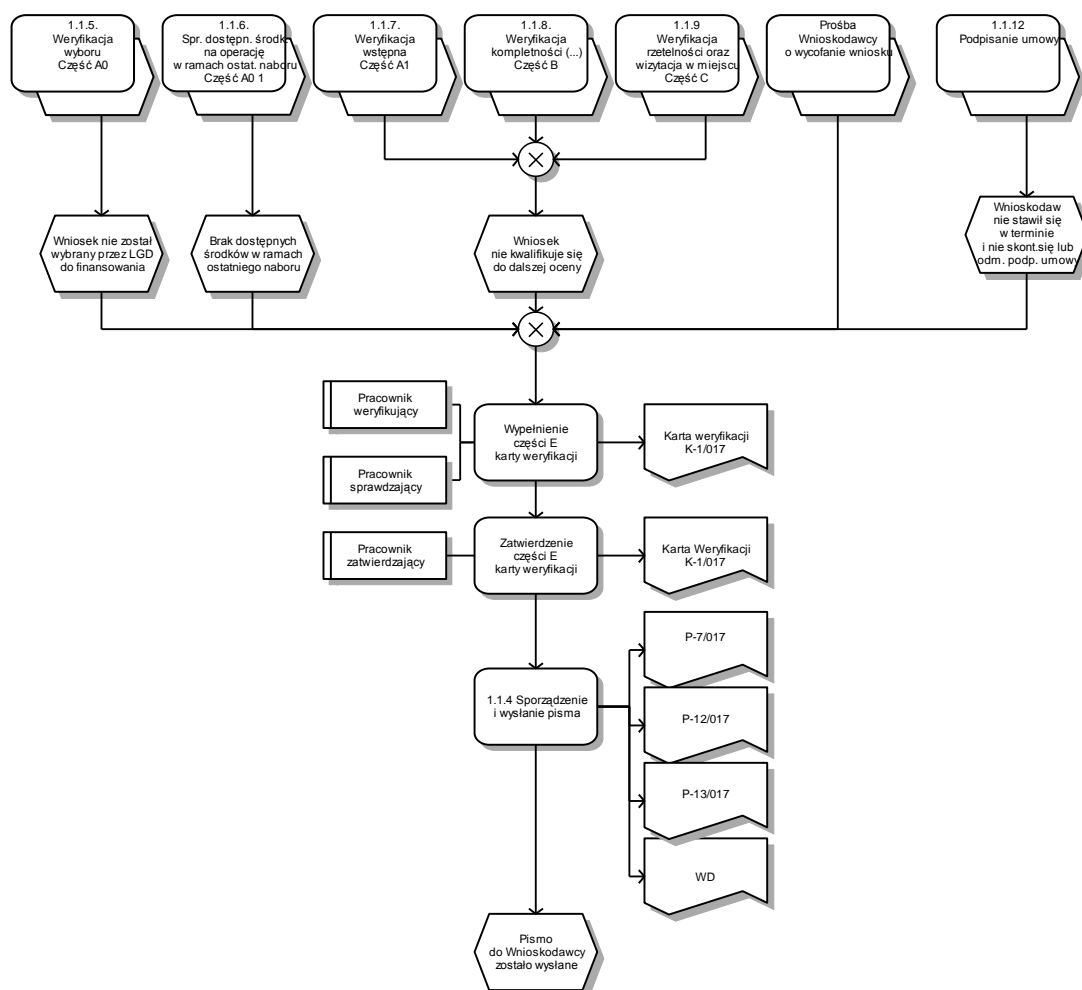 1.1.5.
Weryfikacja
wyboru
Część A0
1.1.6.
Spr. dostępn. środk
na operację
w ramach ostat. naboru
Część A0 1
1.1.7.
Weryfikacja
wstępna
Część A1
1.1.8.
Weryfikacja
kompletności (...)
Część B
1.1.9
Weryfikacja
rzetelności oraz
wizytacja w miejscu
Część C
Prośba
Wnioskodawcy
o wycofanie wniosku
1.1.12
Podpisanie umowy
Wniosek nie został
wybrany przez LGD
do finansowania
Brak dostępnych
środków w ramach
ostatniego naboru
Wniosek
nie kwalifikuje się
do dalszej oceny
Wnioskodaw
nie stawił się
w terminie
i nie skont.się lub
odm. podp. umowy
Pracownik
weryfikujący
Wypełnienie
części E
karty weryfikacji
Karta weryfikacji
K-1/017
Pracownik
sprawdzający
Pracownik
zatwierdzający
Zatwierdzenie
części E
karty weryfikacji
Karta Weryfikacji
K-1/017
P-7/017
1.1.4 Sporządzenie
i wysłanie pisma
P-12/017
P-13/017
WD
Pismo
do Wnioskodawcy
zostało wysłane